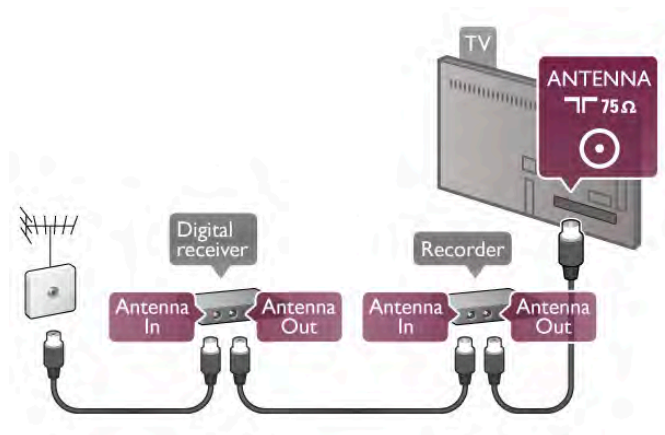 TV
ANTENNA
75 Ω
Digital
receiver
Recorder
Antenna
In
Antenna
Out
Antenna
In
Antenna
Out